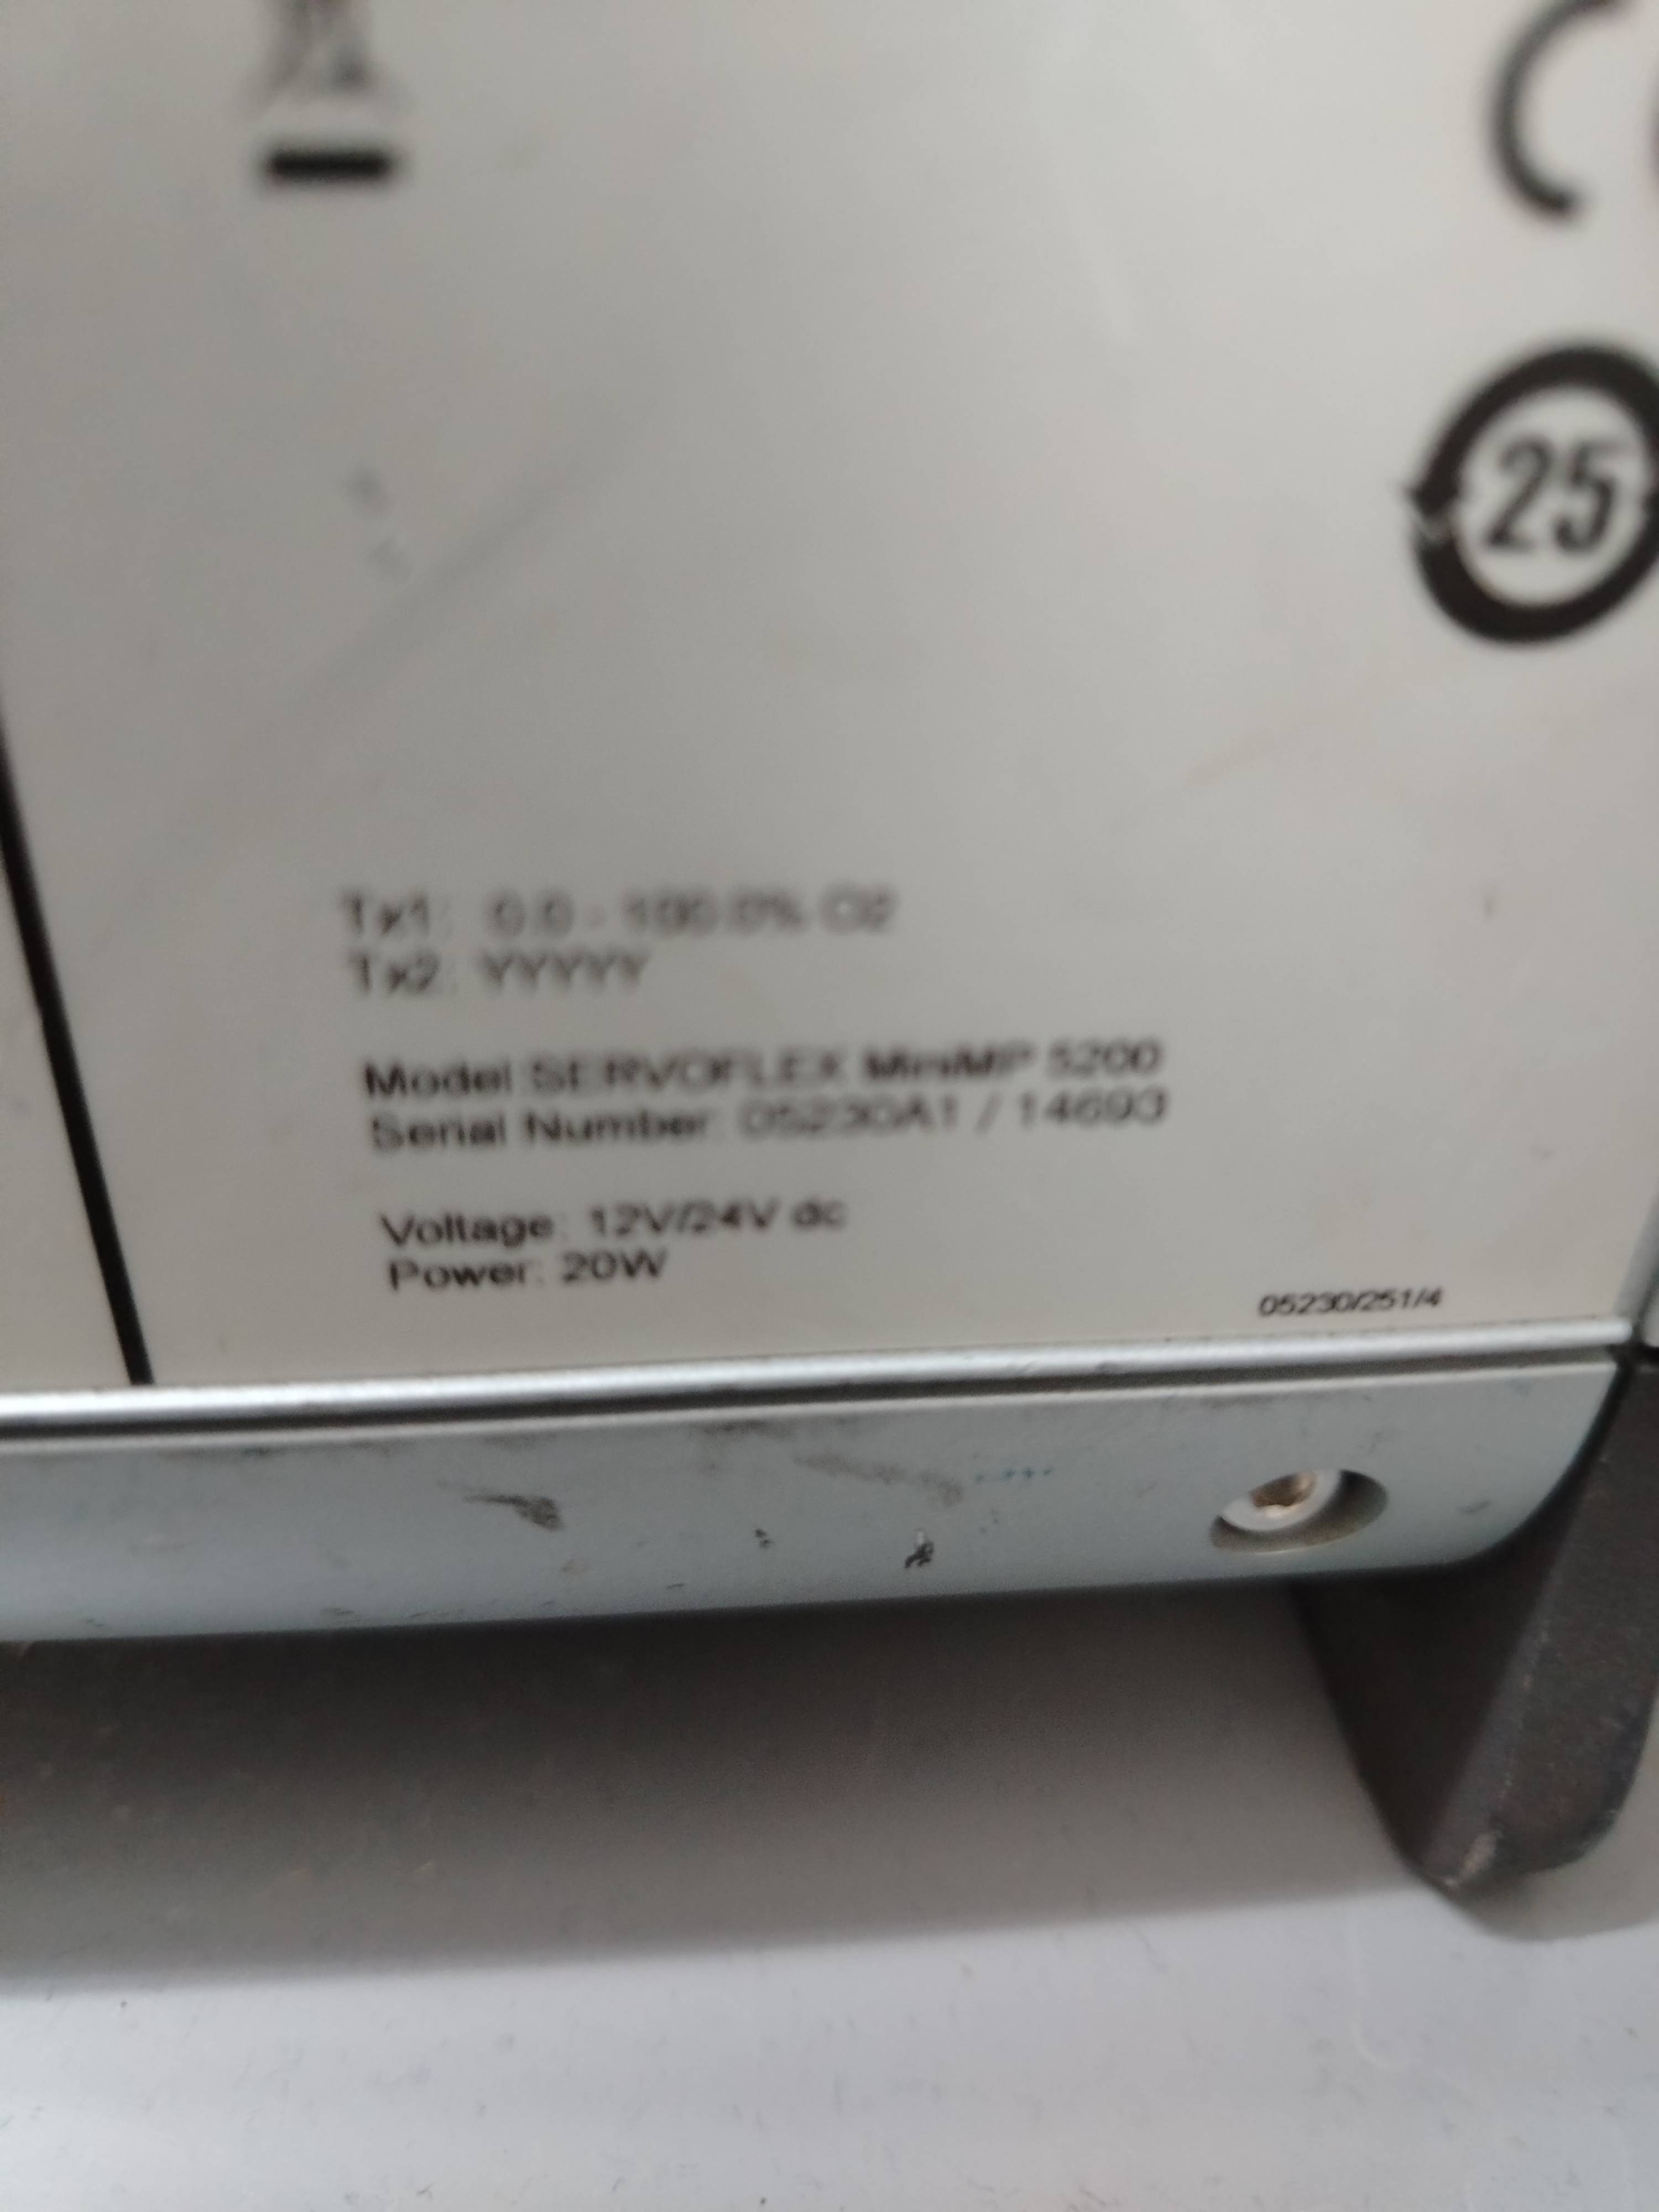 25
Tx1: 0.0 - 100.0% O2
Tx2: YYYYY
Model:SERVOFLEX MiniMP 5200
Serial Number: 05230A1 / 14693
Voltage: 12V/24V dc
Power: 20W
05230/251/4